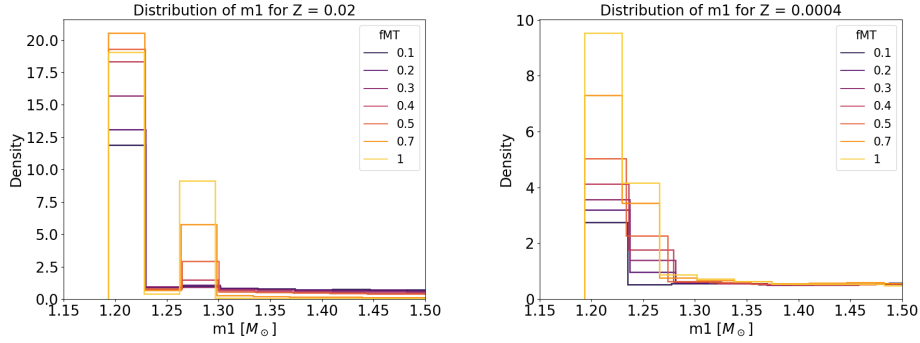 Distribution of m1 for Z = 0.02
Density
20.0
17.5
15.0
12.5
10.0
7.5
5.0
2.5
0.0
fMT
0.1
0.2
0.3
0.4
0.5
0.7
1
1.15 1.20 1.25 1.30 1.35 1.40 1.45 1.50
m1 [M⊙]
Distribution of m1 for Z = 0.0004
Density
10
8
6
4
2
0
fMT
0.1
0.2
0.3
0.4
0.5
0.7
1
1.15 1.20 1.25 1.30 1.35 1.40 1.45 1.50
m1 [M⊙]